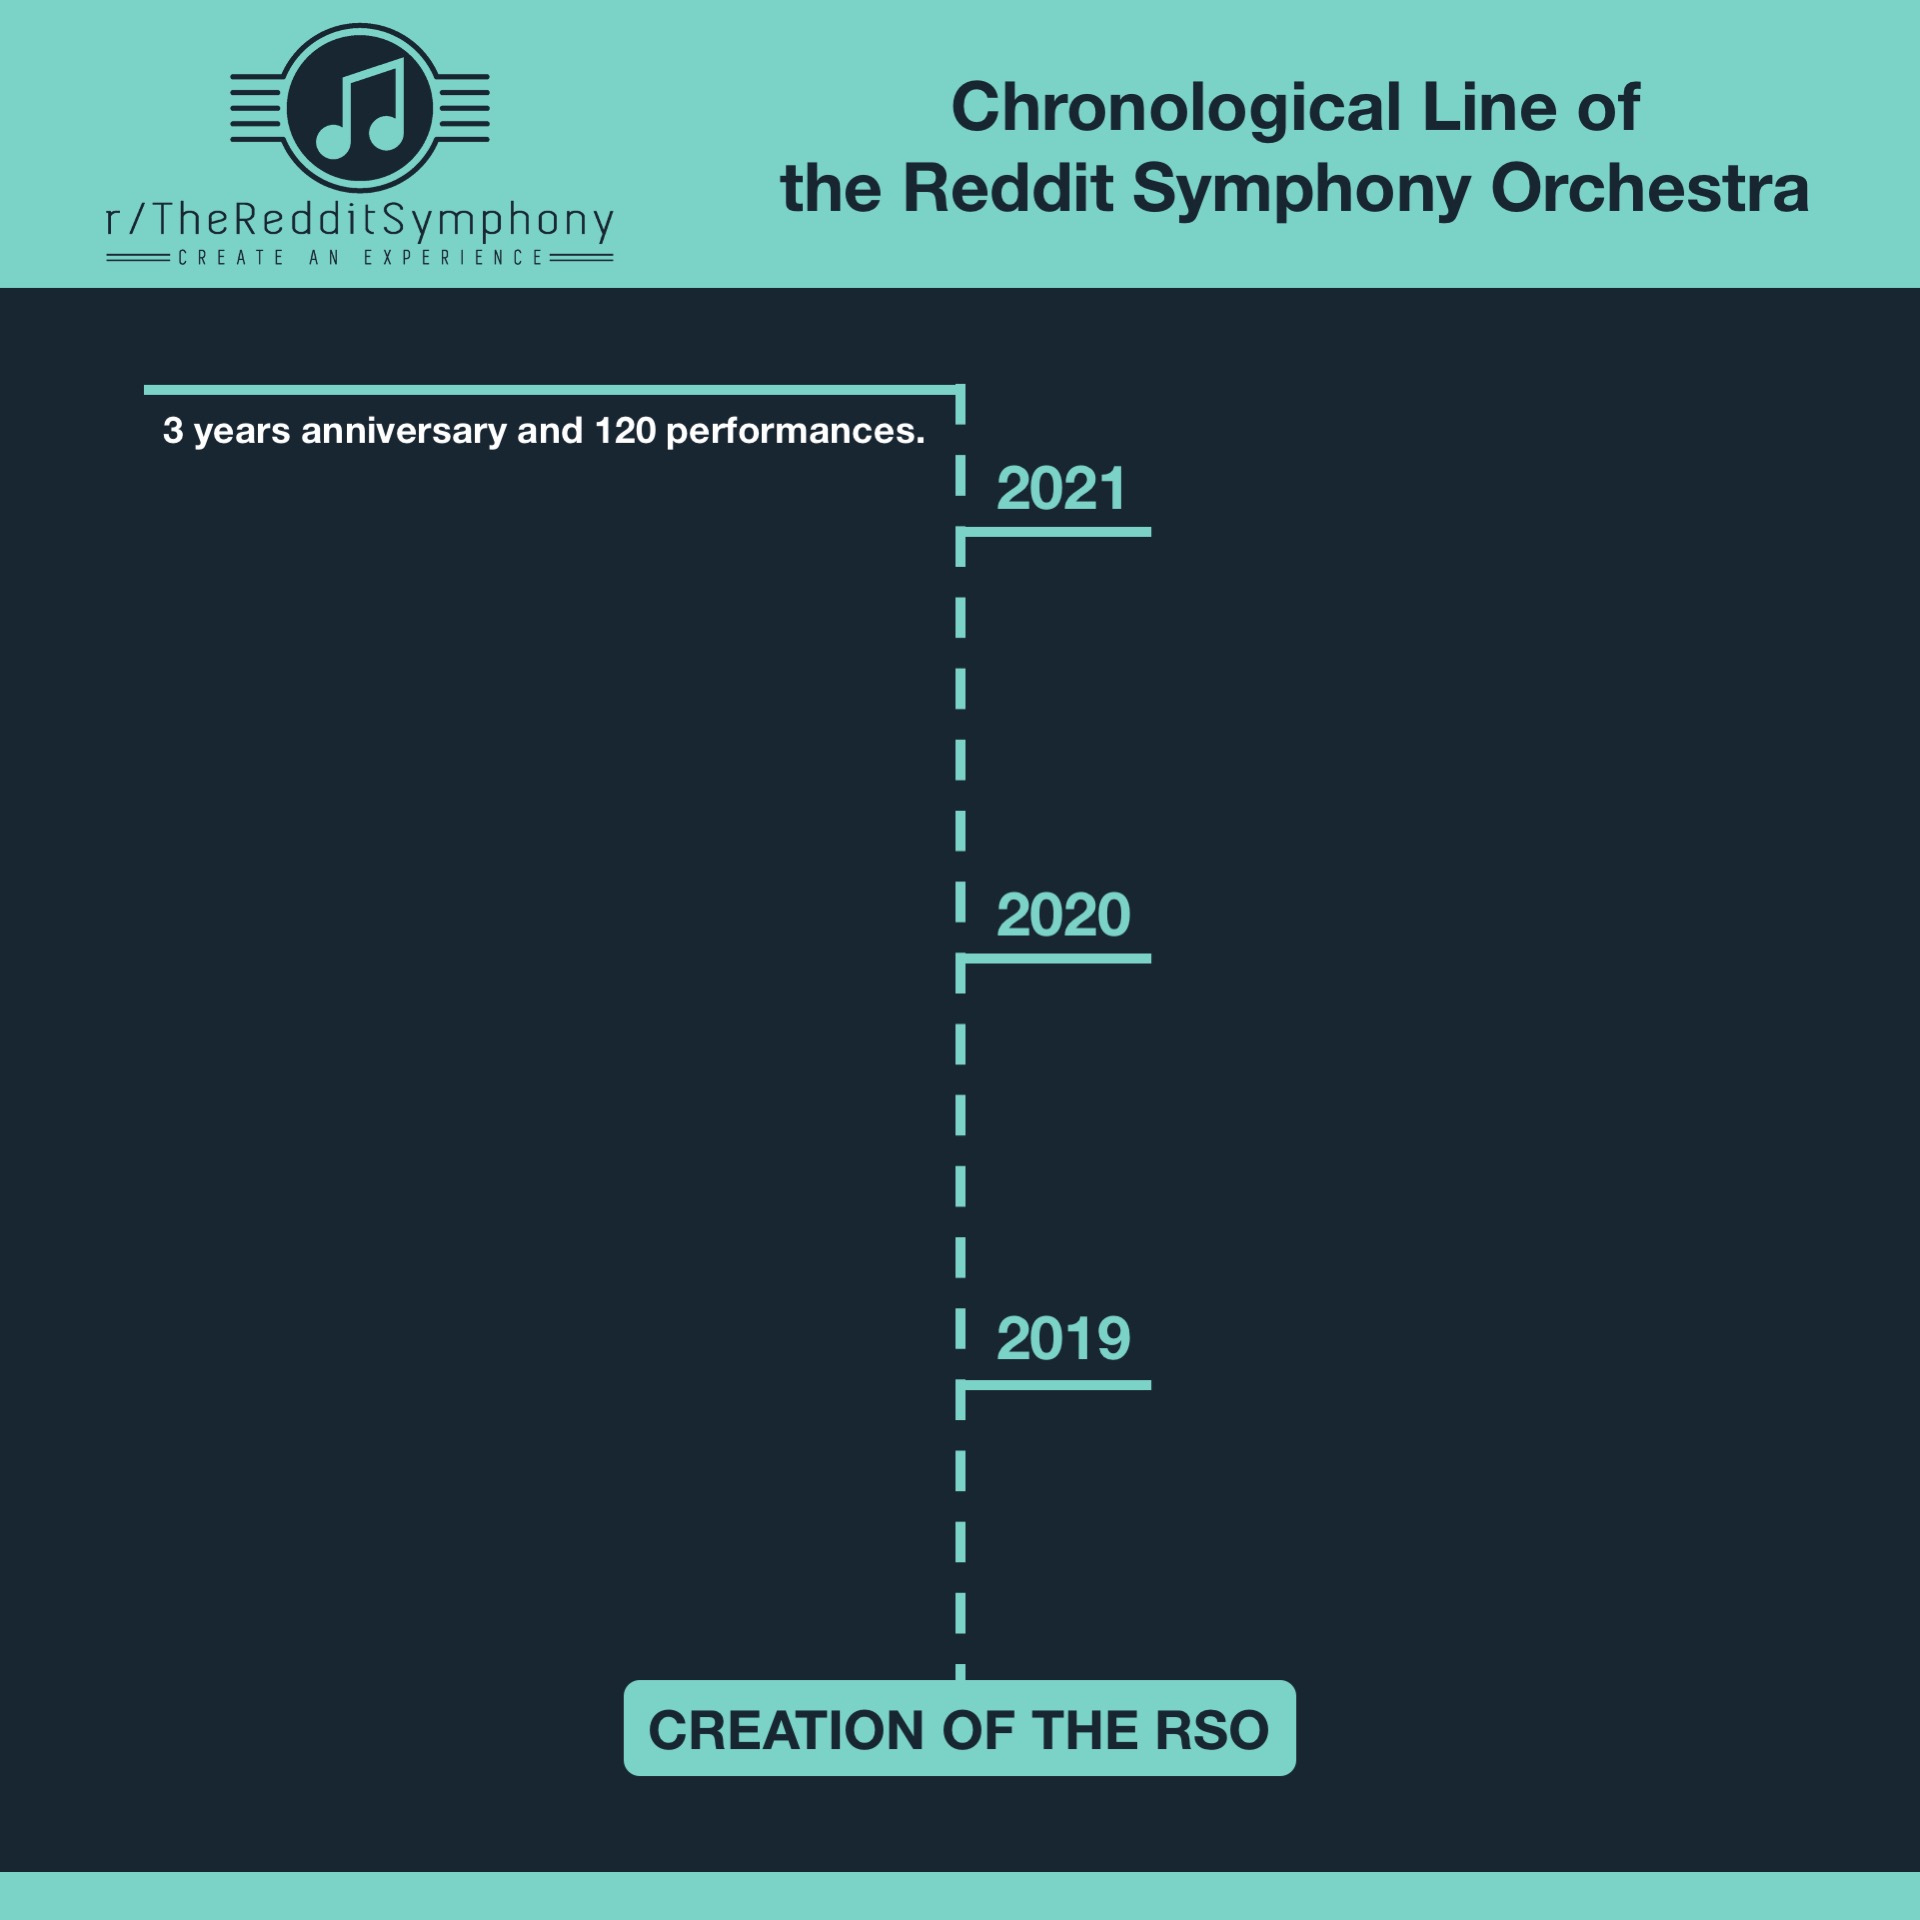 r/TheRedditSymphony
CREATE AN EXPERIENCE
Chronological Line of
the Reddit Symphony Orchestra
3 years anniversary and 120 performances.
2021
2020
2019
CREATION OF THE RSO